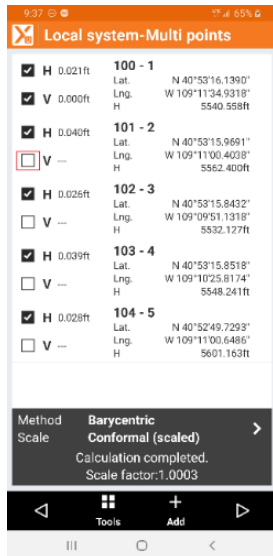 9:37 65%
Local system-Multi points
H 0.021ft 100 - 1
Lat. N 40°53'16.1390"
V 0.000ft Lng. W 109°11'34.9318"
H 5540.558ft
H 0.040ft 101 - 2
Lat. N 40°53'15.9691"
V --- Lng. W 109°11'00.4038"
H 5562.400ft
H 0.026ft 102 - 3
Lat. N 40°53'15.8432"
V --- Lng. W 109°09'51.1318"
H 5532.127ft
H 0.039ft 103 - 4
Lat. N 40°53'15.8518"
V --- Lng. W 109°10'25.8174"
H 5548.241ft
H 0.028ft 104 - 5
Lat. N 40°52'49.7293"
V --- Lng. W 109°11'00.6486"
H 5601.163ft
Method Barycentric
Scale Conformal (scaled)
Calculation completed.
Scale factor:1.0003
Tools Add